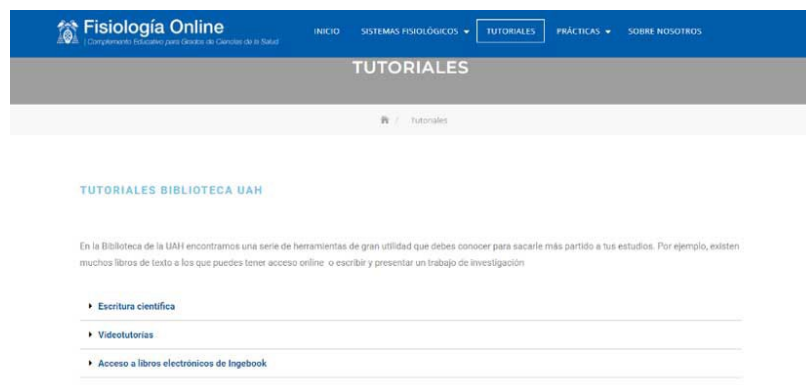 Fisiología Online
| Complemento Educativo para Grados de Ciencias de la Salud
INICIO SISTEMAS FISIOLÓGICOS TUTORIALES PRÁCTICAS SOBRE NOSOTROS
TUTORIALES
/ Tutoriales
TUTORIALES BIBLIOTECA UAH
En la Biblioteca de la UAH encontramos una serie de herramientas de gran utilidad que debes conocer para sacarle más partido a tus estudios. Por ejemplo, existen
muchos libros de texto a los que puedes tener acceso online o escribir y presentar un trabajo de investigación
Escritura científica
Videotutorías
Acceso a libros electrónicos de Ingebook